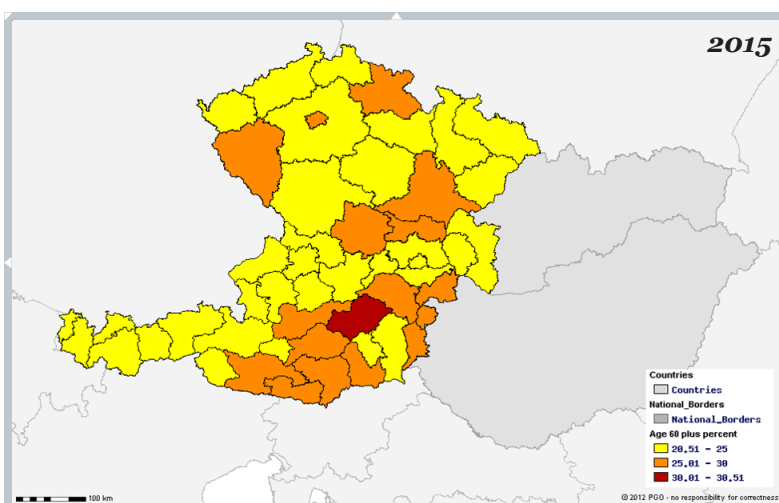 2015
Countries
Countries
National_Borders
National_Borders
Age 60 plus percent
20.51 - 25
25.01 - 30
30.01 - 30.51
100 km
© 2012 PGO - no responsibility for correctness